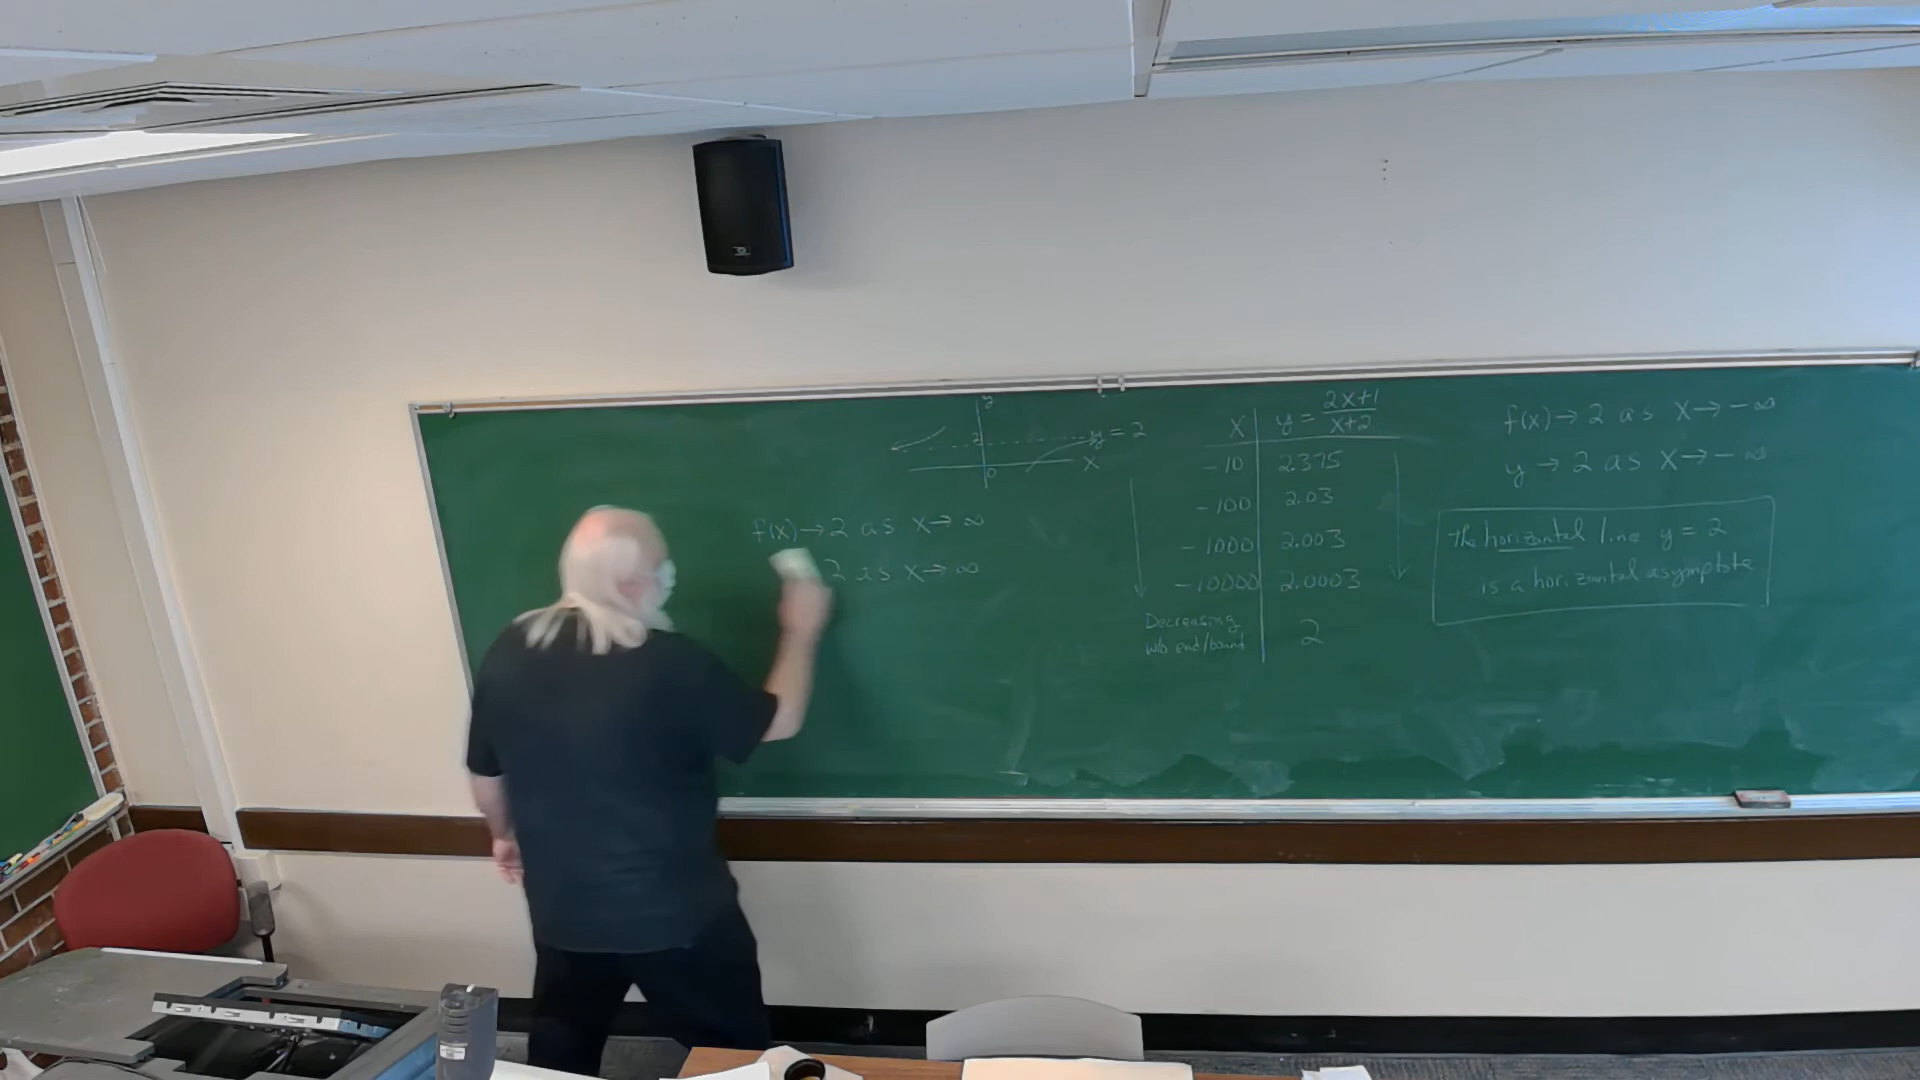 y
2
y = 2
0
x
f(x) → 2 as x → ∞
2 as x → ∞
x | y = 2x+1 / x+2
-10 | 2.375
-100 | 2.03
-1000 | 2.003
-10000 | 2.0003
Decreasing
w/o end/bound | 2
f(x) → 2 as x → -∞
y → 2 as x → -∞
The horizontal line y = 2
is a horizontal asymptote